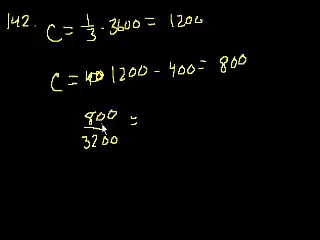 142. C = 1/3 · 3600 = 1200
C = 1200 - 400 = 800
800/3200 =